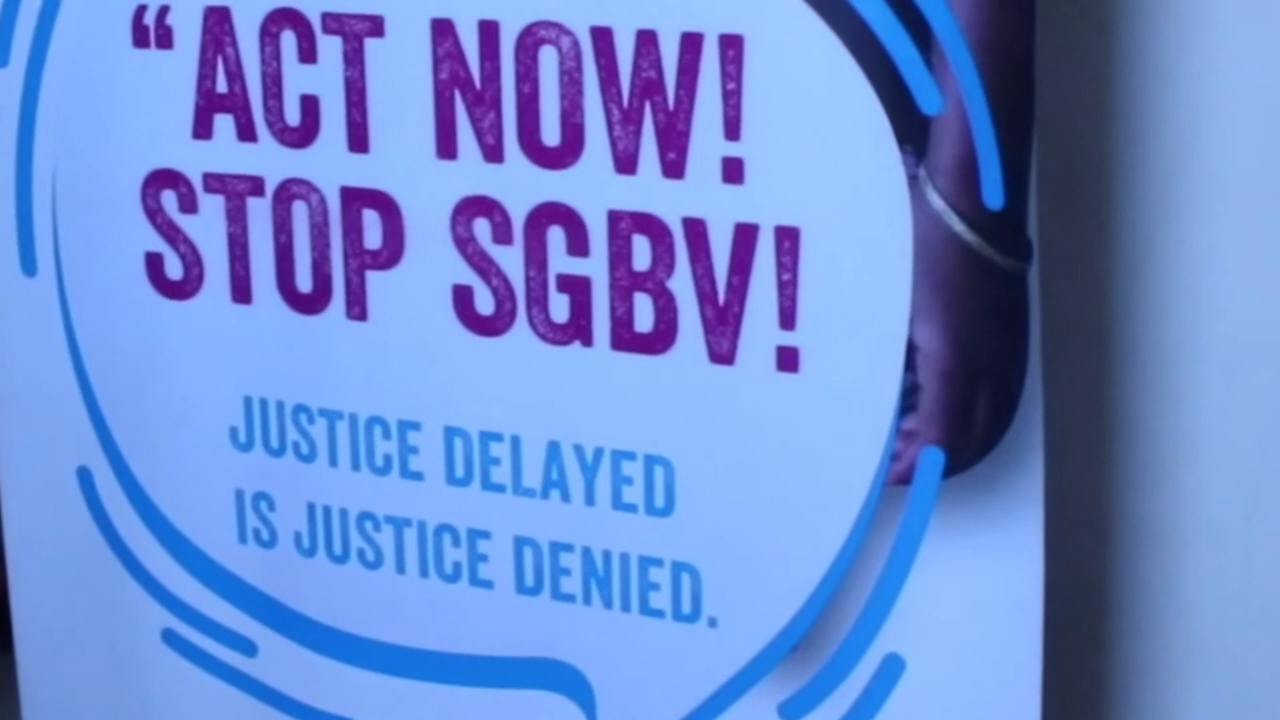 “ACT NOW!
STOP SGBV!
JUSTICE DELAYED
IS JUSTICE DENIED.